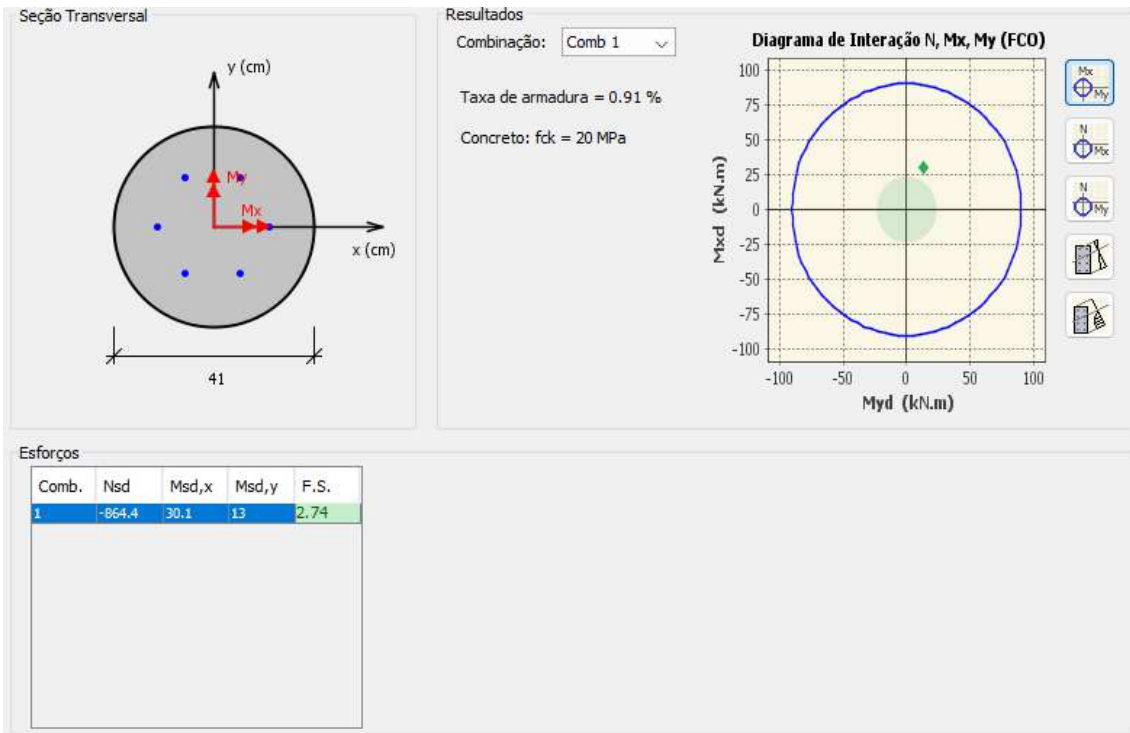 Seção Transversal
y (cm)
My
Mx
x (cm)
41
Resultados
Combinação: Comb 1
Taxa de armadura = 0.91 %
Concreto: fck = 20 MPa
Diagrama de Interação N, Mx, My (FCO)
100
75
50
25
0
-25
-50
-75
-100
Mxd (kN.m)
-100 -50 0 50 100
Myd (kN.m)
Mx
My
N
Mx
N
My
Esforços
Comb. Nsd Msd,x Msd,y F.S.
1 -864.4 30.1 13 2.74